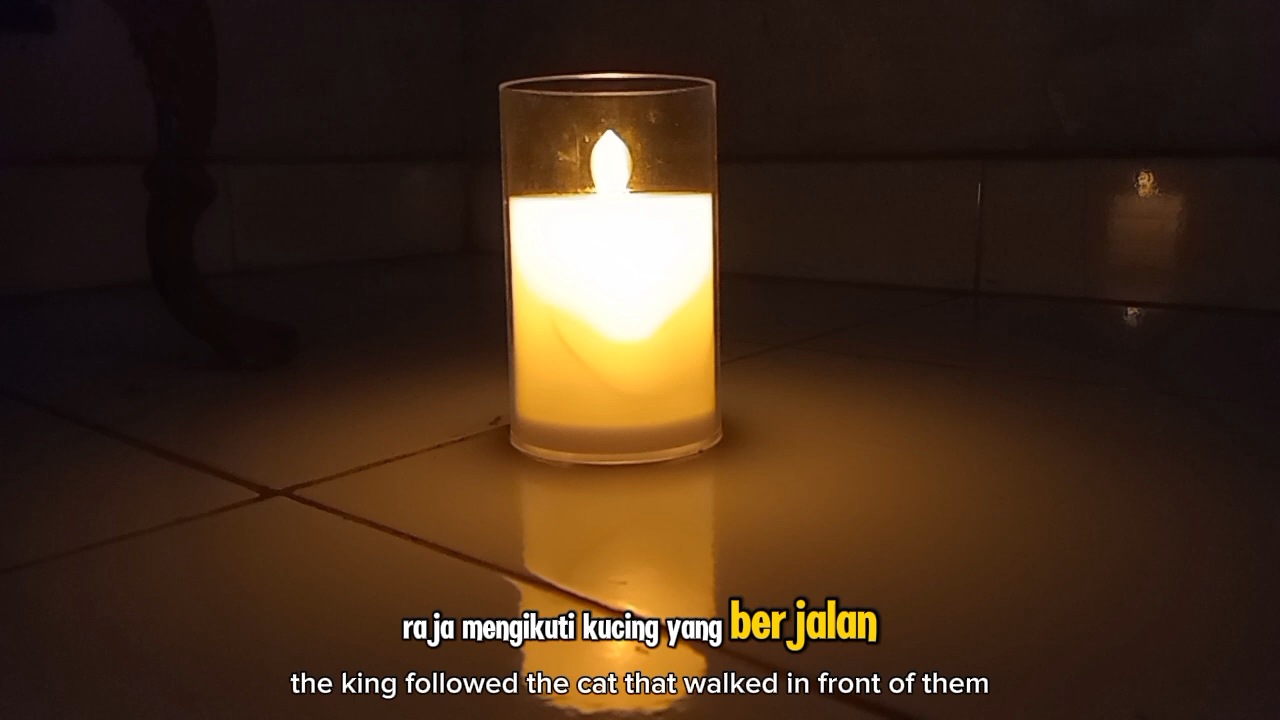 raja mengikuti kucing yang berjalan
the king followed the cat that walked in front of them